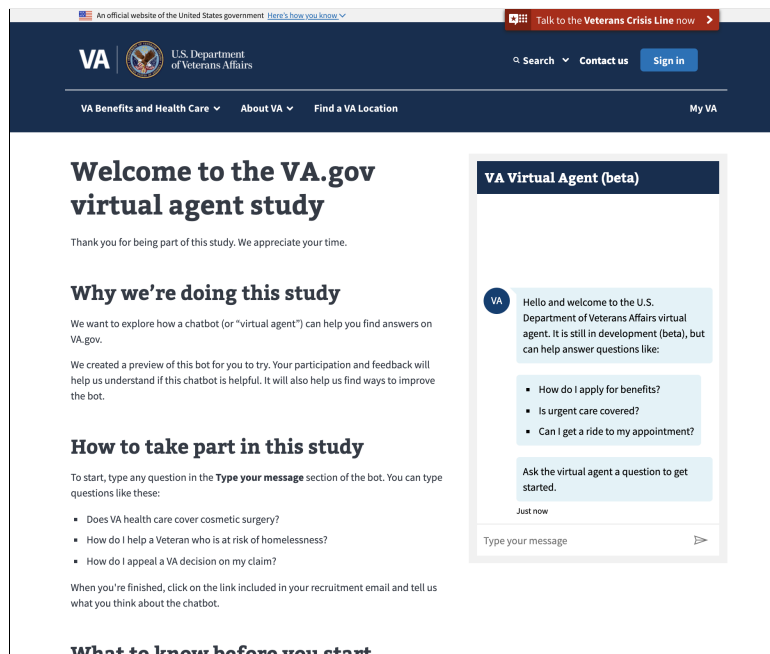 An official website of the United States government Here's how you know
Talk to the Veterans Crisis Line now
VA
U.S. Department
of Veterans Affairs
Search
Contact us
Sign in
VA Benefits and Health Care
About VA
Find a VA Location
My VA
Welcome to the VA.gov
virtual agent study
Thank you for being part of this study. We appreciate your time.
Why we're doing this study
We want to explore how a chatbot (or “virtual agent”) can help you find answers on
VA.gov.
We created a preview of this bot for you to try. Your participation and feedback will
help us understand if this chatbot is helpful. It will also help us find ways to improve
the bot.
How to take part in this study
To start, type any question in the Type your message section of the bot. You can type
questions like these:
Does VA health care cover cosmetic surgery?
How do I help a Veteran who is at risk of homelessness?
How do I appeal a VA decision on my claim?
When you're finished, click on the link included in your recruitment email and tell us
what you think about the chatbot.
What to know before you start
VA Virtual Agent (beta)
VA
Hello and welcome to the U.S.
Department of Veterans Affairs virtual
agent. It is still in development (beta), but
can help answer questions like:
How do I apply for benefits?
Is urgent care covered?
Can I get a ride to my appointment?
Ask the virtual agent a question to get
started.
Just now
Type your message